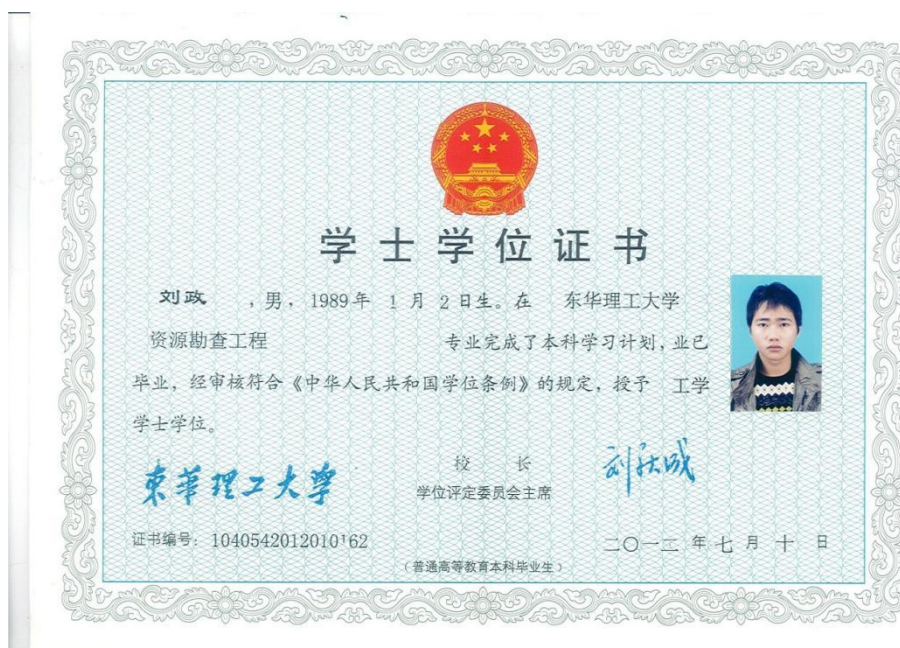 学士学位证书
刘政 ，男，1989年 1 月 2 日生。在 东华理工大学
资源勘查工程 专业完成了本科学习计划，业已
毕业，经审核符合《中华人民共和国学位条例》的规定，授予 工学
学士学位。
東華理工大学 校 长 刘庆成
学位评定委员会主席
证书编号：1040542012010162 二〇一二 年 七 月 十 日
（普通高等教育本科毕业生）